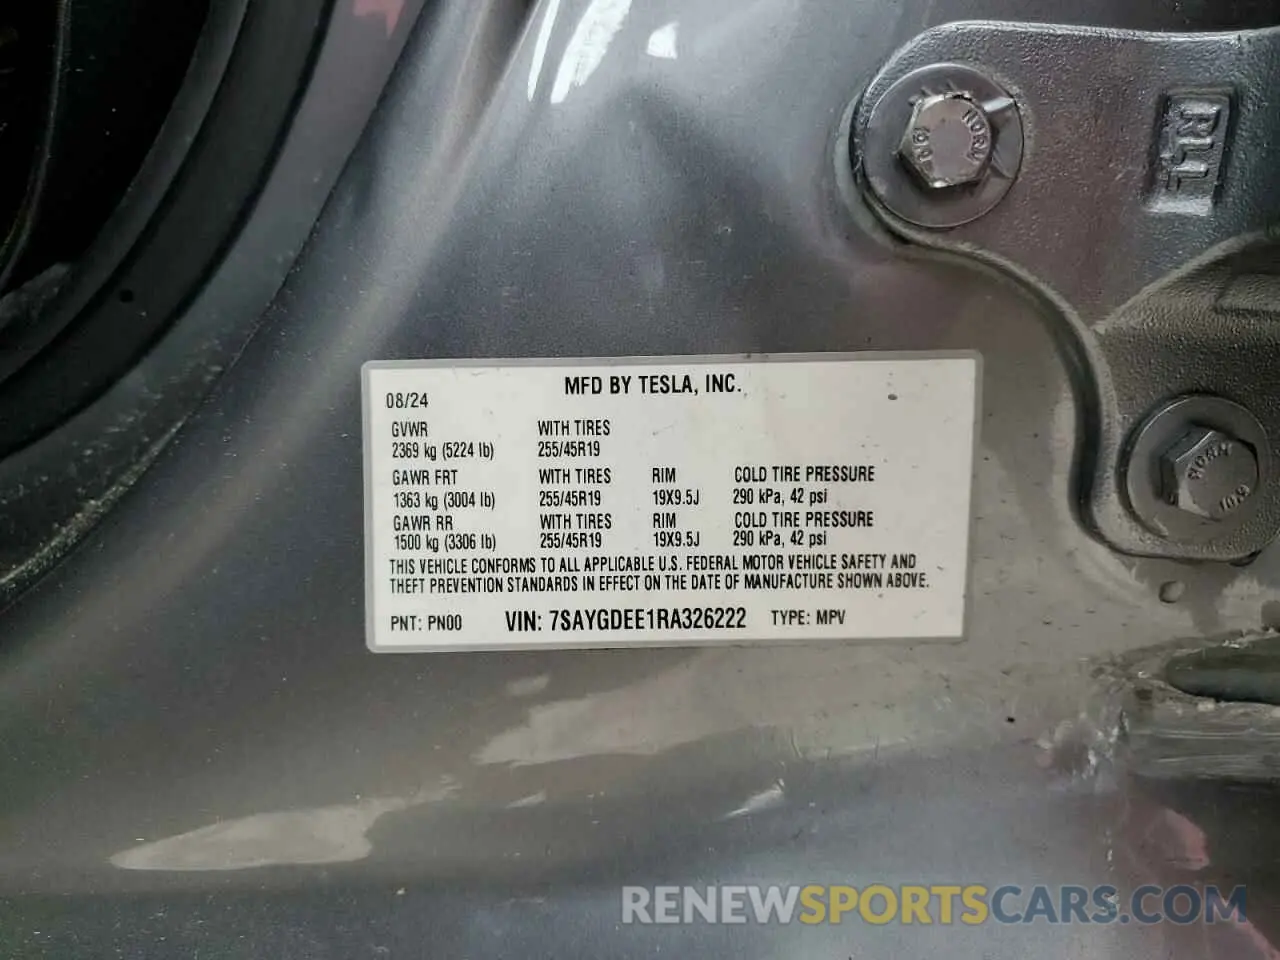 MFD BY TESLA, INC.
08/24
GVWR WITH TIRES
2369 kg (5224 lb) 255/45R19
GAWR FRT WITH TIRES RIM COLD TIRE PRESSURE
1363 kg (3004 lb) 255/45R19 19X9.5J 290 kPa, 42 psi
GAWR RR WITH TIRES RIM COLD TIRE PRESSURE
1500 kg (3306 lb) 255/45R19 19X9.5J 290 kPa, 42 psi
THIS VEHICLE CONFORMS TO ALL APPLICABLE U.S. FEDERAL MOTOR VEHICLE SAFETY AND
THEFT PREVENTION STANDARDS IN EFFECT ON THE DATE OF MANUFACTURE SHOWN ABOVE.
PNT: PN00 VIN: 7SAYGDEE1RA326222 TYPE: MPV
RENEWSPORTSCARS.COM